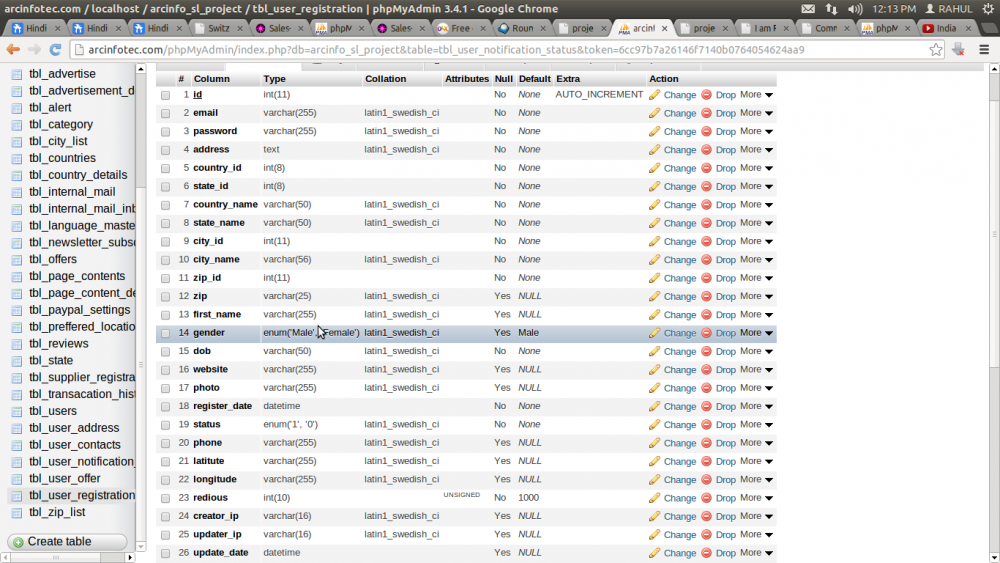 arcinfotec.com / localhost / arcinfo_sl_project / tbl_user_registration | phpMyAdmin 3.4.1 - Google Chrome 12:13 PM RAHUL
Hindi Hindi Hindi Switz Sales phpM Sales Free Roun proje I am F arcinf proje I am R Comm phpM India
arcinfotec.com/phpMyAdmin/index.php?db=arcinfo_sl_project&table=tbl_user_notification_status&token=6cc97b7a26146f7140b0764054624aa9
tbl_advertise
tbl_advertisement_d
tbl_alert
tbl_category
tbl_city_list
tbl_countries
tbl_country_details
tbl_internal_mail
tbl_internal_mail_inb
tbl_language_maste
tbl_newsletter_subsc
tbl_offers
tbl_page_contents
tbl_page_content_de
tbl_paypal_settings
tbl_preffered_locatio
tbl_reviews
tbl_state
tbl_supplier_registra
tbl_transacation_hist
tbl_users
tbl_user_address
tbl_user_contacts
tbl_user_notification_
tbl_user_offer
tbl_user_registration
tbl_zip_list
Create table
# Column Type Collation Attributes Null Default Extra Action
1 id int(11) No None AUTO_INCREMENT Change Drop More
2 email varchar(255) latin1_swedish_ci No None Change Drop More
3 password varchar(255) latin1_swedish_ci No None Change Drop More
4 address text latin1_swedish_ci No None Change Drop More
5 country_id int(8) No None Change Drop More
6 state_id int(8) No None Change Drop More
7 country_name varchar(50) latin1_swedish_ci No None Change Drop More
8 state_name varchar(50) latin1_swedish_ci No None Change Drop More
9 city_id int(11) No None Change Drop More
10 city_name varchar(56) latin1_swedish_ci No None Change Drop More
11 zip_id int(11) No None Change Drop More
12 zip varchar(25) latin1_swedish_ci Yes NULL Change Drop More
13 first_name varchar(255) latin1_swedish_ci Yes NULL Change Drop More
14 gender enum('Male', 'Female') latin1_swedish_ci Yes Male Change Drop More
15 dob varchar(50) latin1_swedish_ci No None Change Drop More
16 website varchar(255) latin1_swedish_ci Yes NULL Change Drop More
17 photo varchar(255) latin1_swedish_ci Yes NULL Change Drop More
18 register_date datetime No None Change Drop More
19 status enum('1', '0') latin1_swedish_ci No None Change Drop More
20 phone varchar(255) latin1_swedish_ci Yes NULL Change Drop More
21 latitute varchar(255) latin1_swedish_ci Yes NULL Change Drop More
22 longitude varchar(255) latin1_swedish_ci Yes NULL Change Drop More
23 redious int(10) UNSIGNED No 1000 Change Drop More
24 creator_ip varchar(16) latin1_swedish_ci Yes NULL Change Drop More
25 updater_ip varchar(16) latin1_swedish_ci Yes NULL Change Drop More
26 update_date datetime Yes NULL Change Drop More